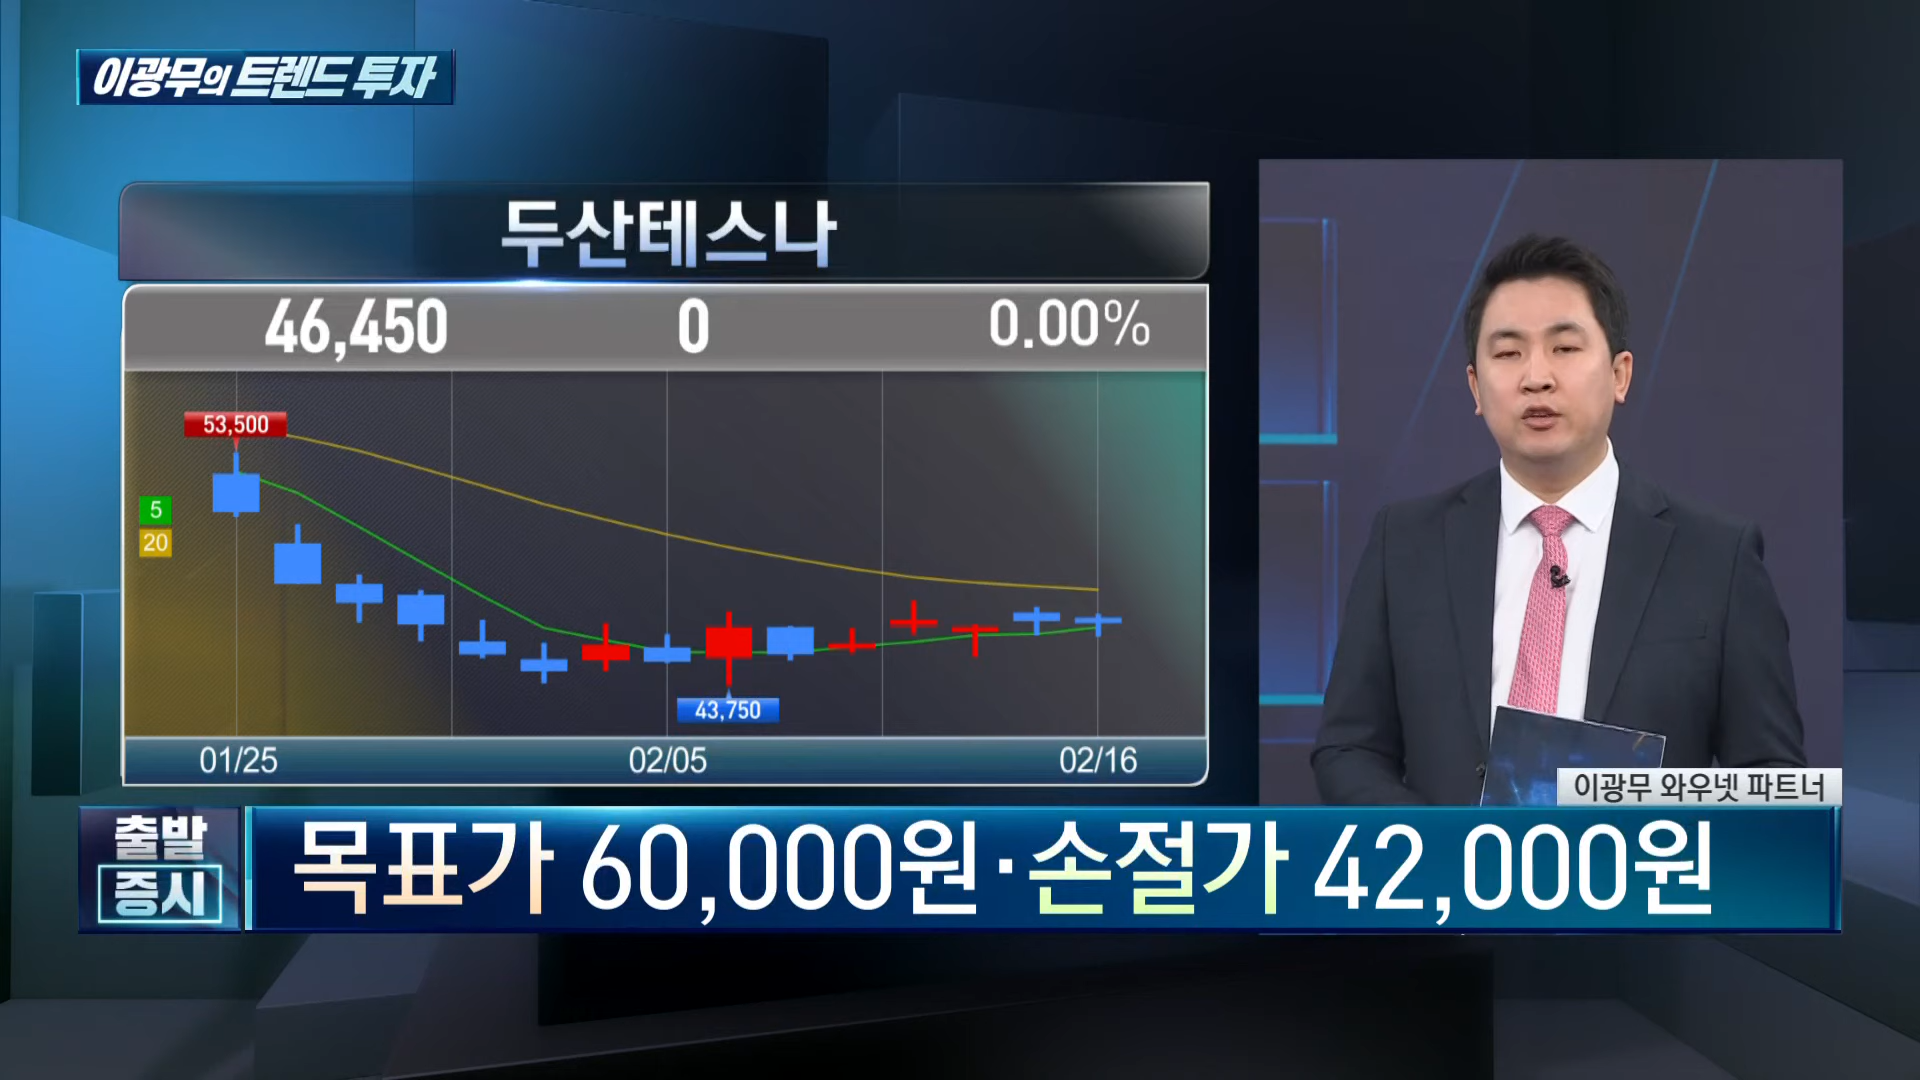 이광무의 트렌드 투자
두산테스나
46,450 0 0.00%
53,500
5
20
43,750
01/25 02/05 02/16
이광무 와우넷 파트너
출발
증시
목표가 60,000원·손절가 42,000원